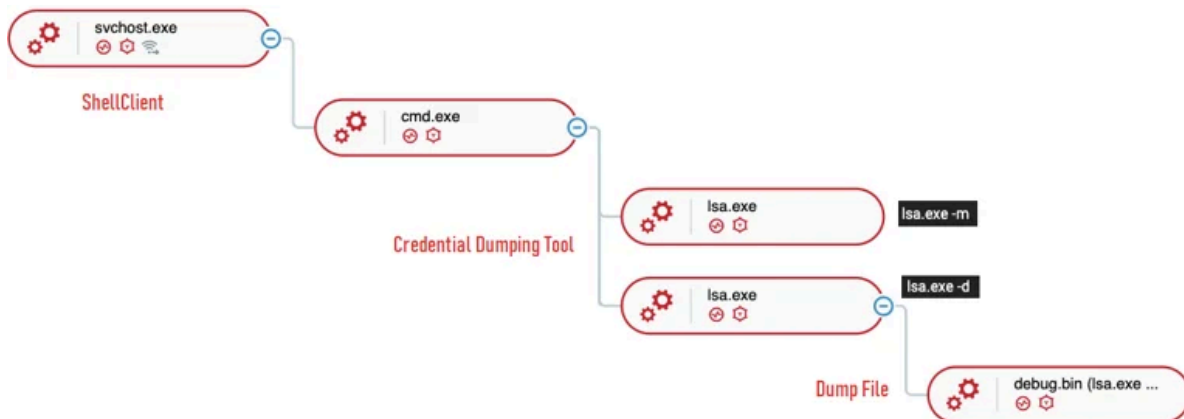 svchost.exe
ShellClient
cmd.exe
lsa.exe
lsa.exe -m
Credential Dumping Tool
lsa.exe -d
lsa.exe
Dump File
debug.bin (lsa.exe ...